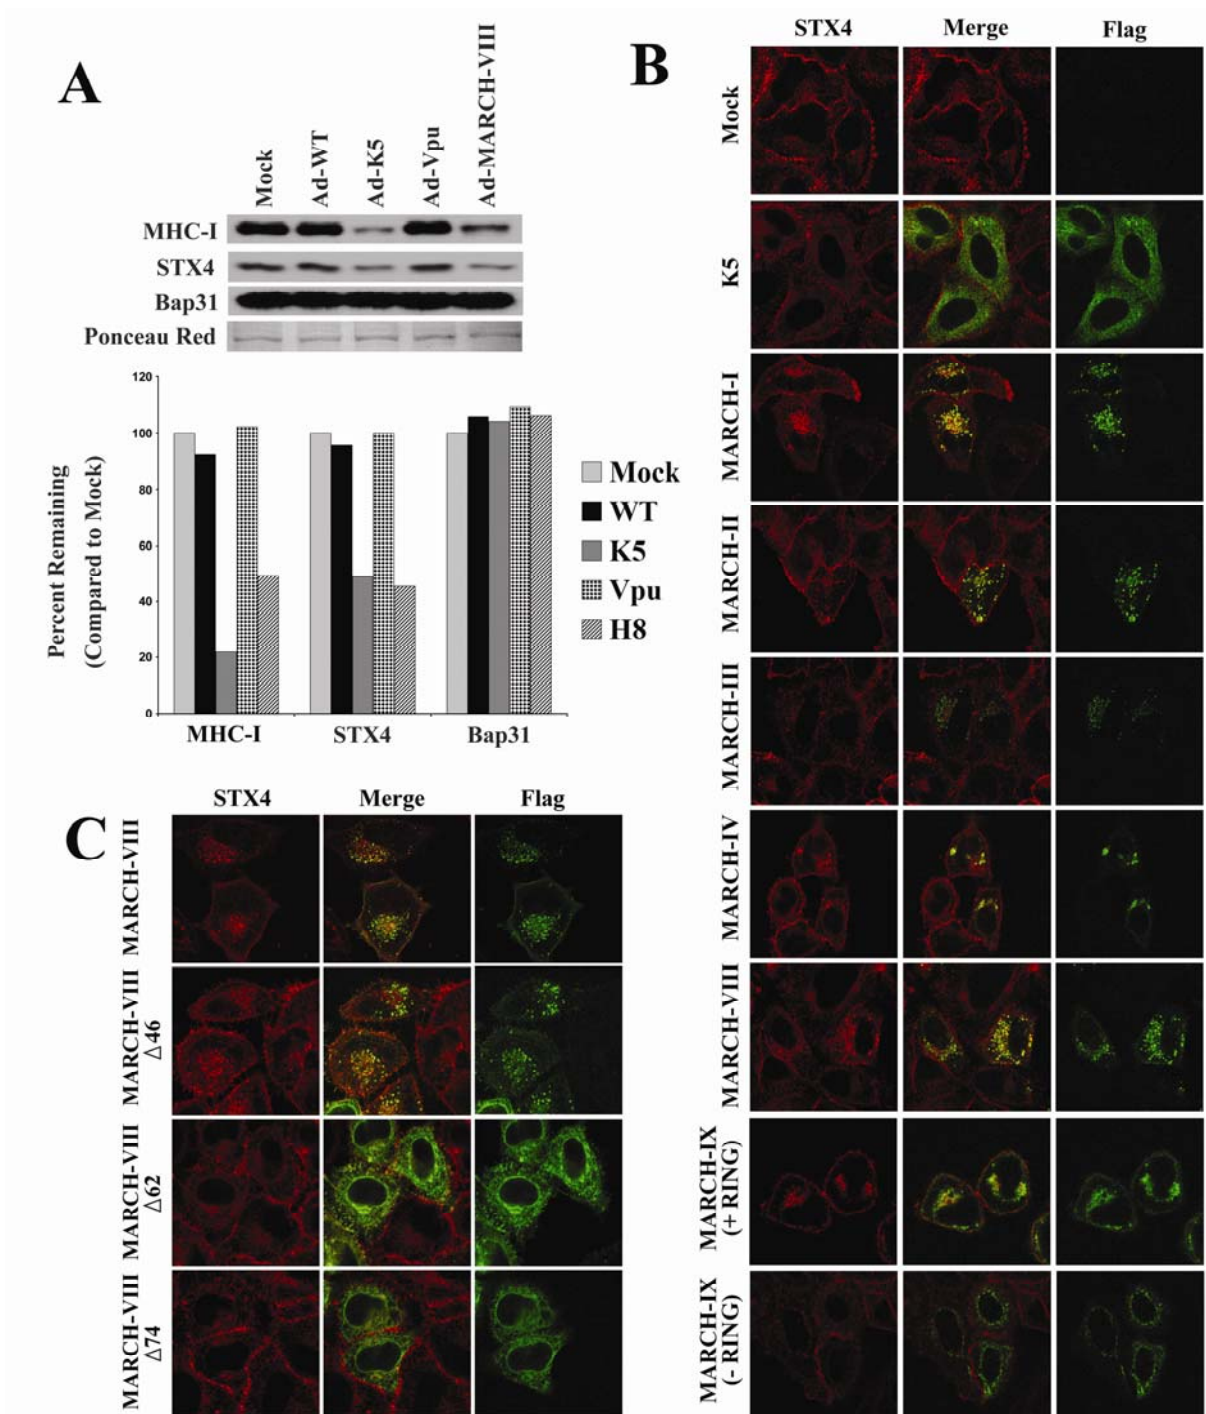 A
Mock
Ad-WT
Ad-K5
Ad-Vpu
Ad-MARCH-VIII
MHC-I
STX4
Bap31
Ponceau Red
Percent Remaining
(Compared to Mock)
120
100
80
60
40
20
0
MHC-I
STX4
Bap31
Mock
WT
K5
Vpu
H8
B
STX4
Merge
Flag
Mock
K5
MARCH-I
MARCH-II
MARCH-III
MARCH-IV
MARCH-VIII
MARCH-IX
(+ RING)
MARCH-IX
(- RING)
C
STX4
Merge
Flag
MARCH-VIII
MARCH-VIII
△46
MARCH-VIII
△62
MARCH-VIII
△74